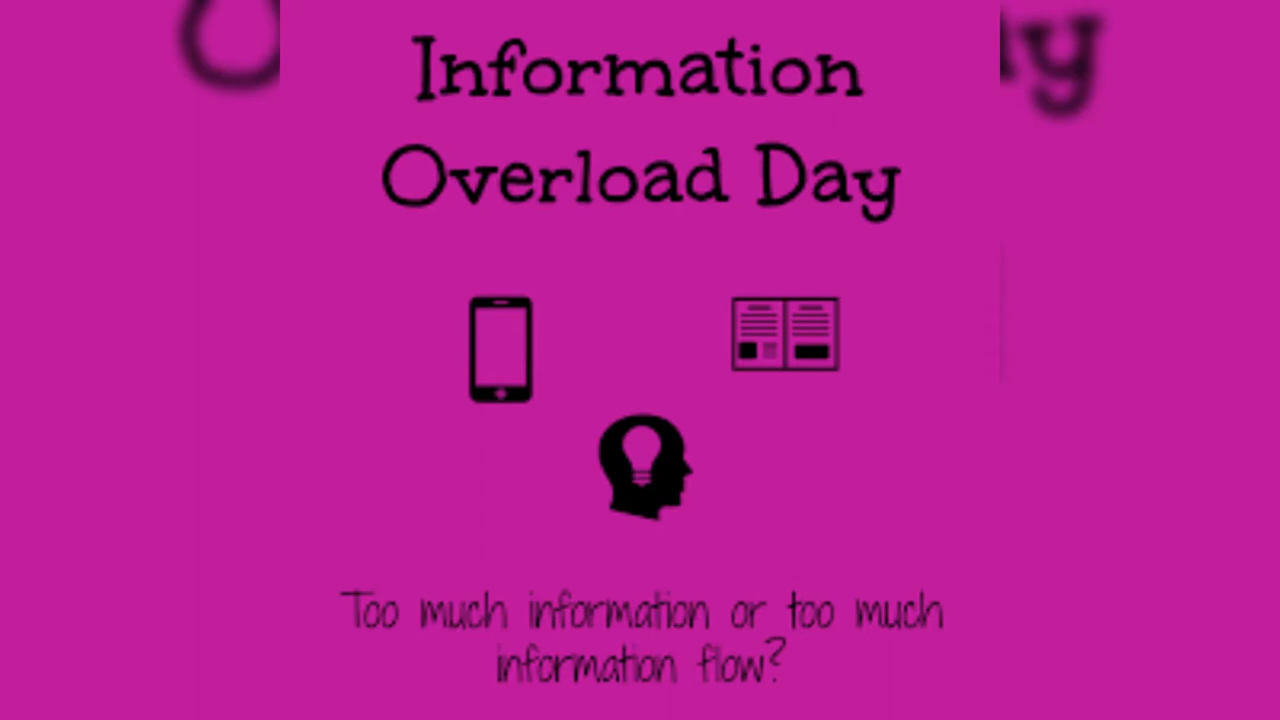 Information
Overload Day
Too much information or too much
information flow?